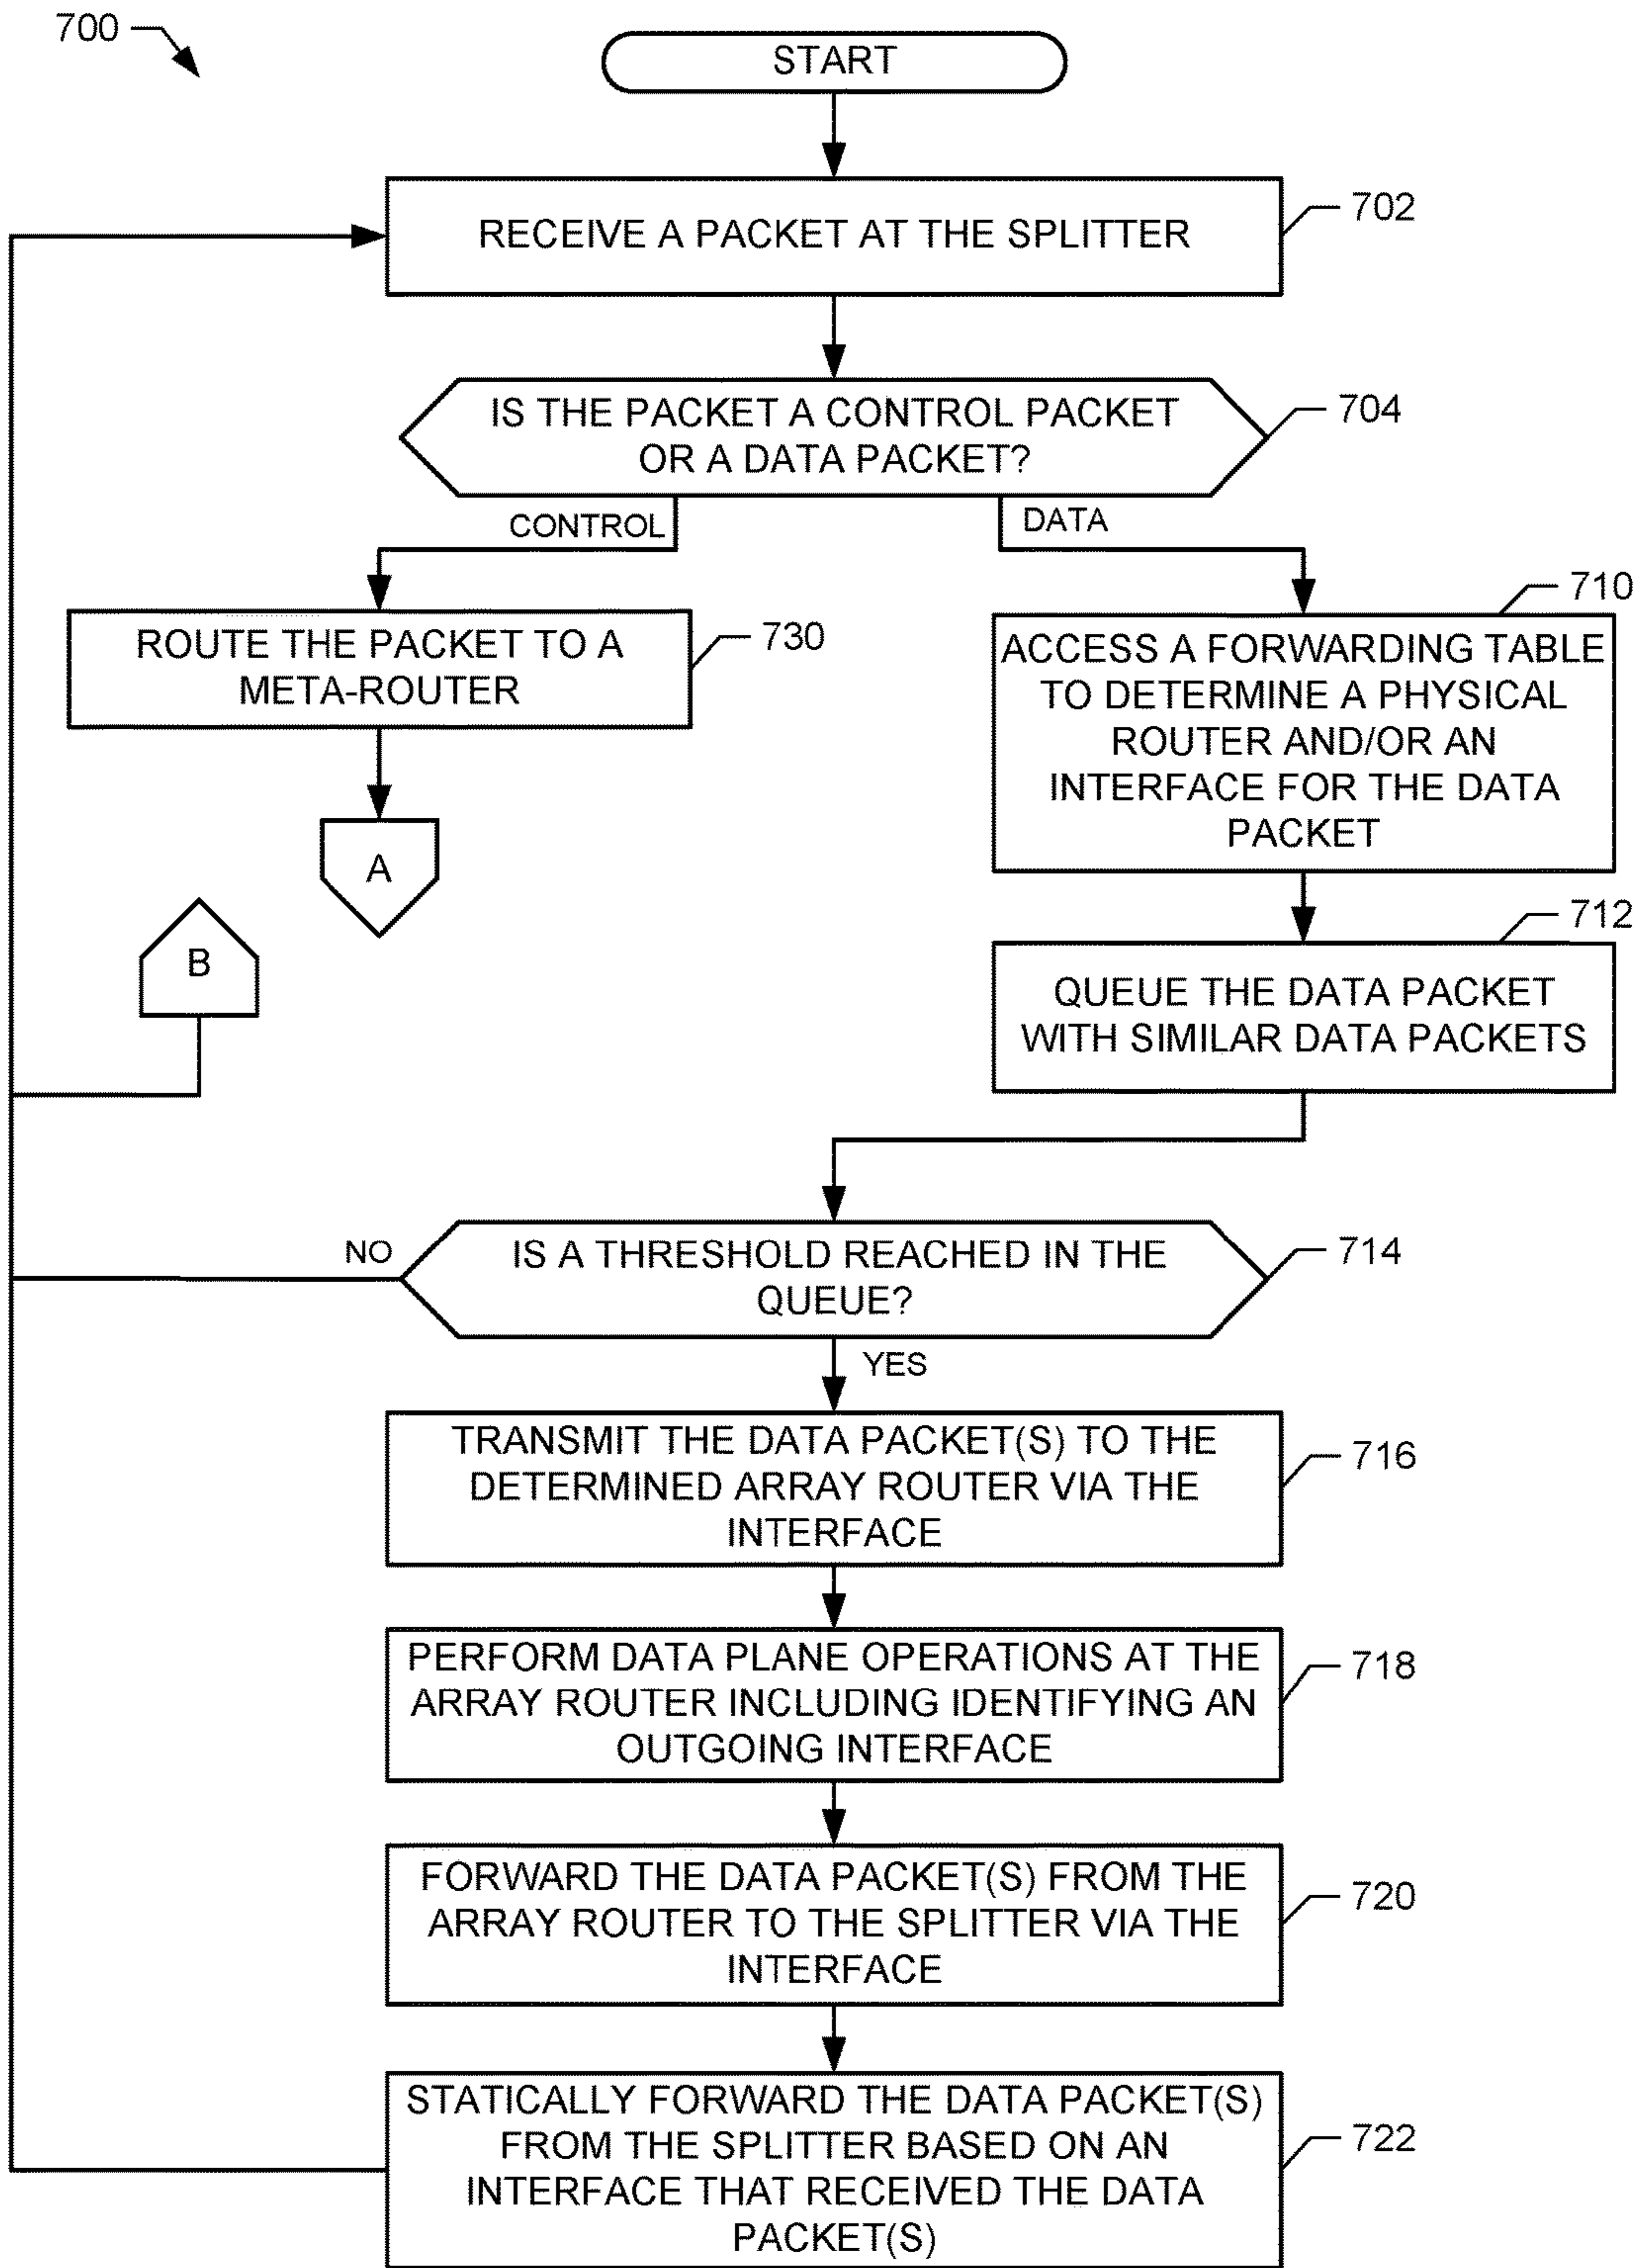 700
START
RECEIVE A PACKET AT THE SPLITTER
702
IS THE PACKET A CONTROL PACKET
OR A DATA PACKET?
704
CONTROL
DATA
ROUTE THE PACKET TO A
META-ROUTER
730
710
ACCESS A FORWARDING TABLE
TO DETERMINE A PHYSICAL
ROUTER AND/OR AN
INTERFACE FOR THE DATA
PACKET
A
B
712
QUEUE THE DATA PACKET
WITH SIMILAR DATA PACKETS
NO
IS A THRESHOLD REACHED IN THE
QUEUE?
714
YES
TRANSMIT THE DATA PACKET(S) TO THE
DETERMINED ARRAY ROUTER VIA THE
INTERFACE
716
PERFORM DATA PLANE OPERATIONS AT THE
ARRAY ROUTER INCLUDING IDENTIFYING AN
OUTGOING INTERFACE
718
FORWARD THE DATA PACKET(S) FROM THE
ARRAY ROUTER TO THE SPLITTER VIA THE
INTERFACE
720
STATICALLY FORWARD THE DATA PACKET(S)
FROM THE SPLITTER BASED ON AN
INTERFACE THAT RECEIVED THE DATA
PACKET(S)
722